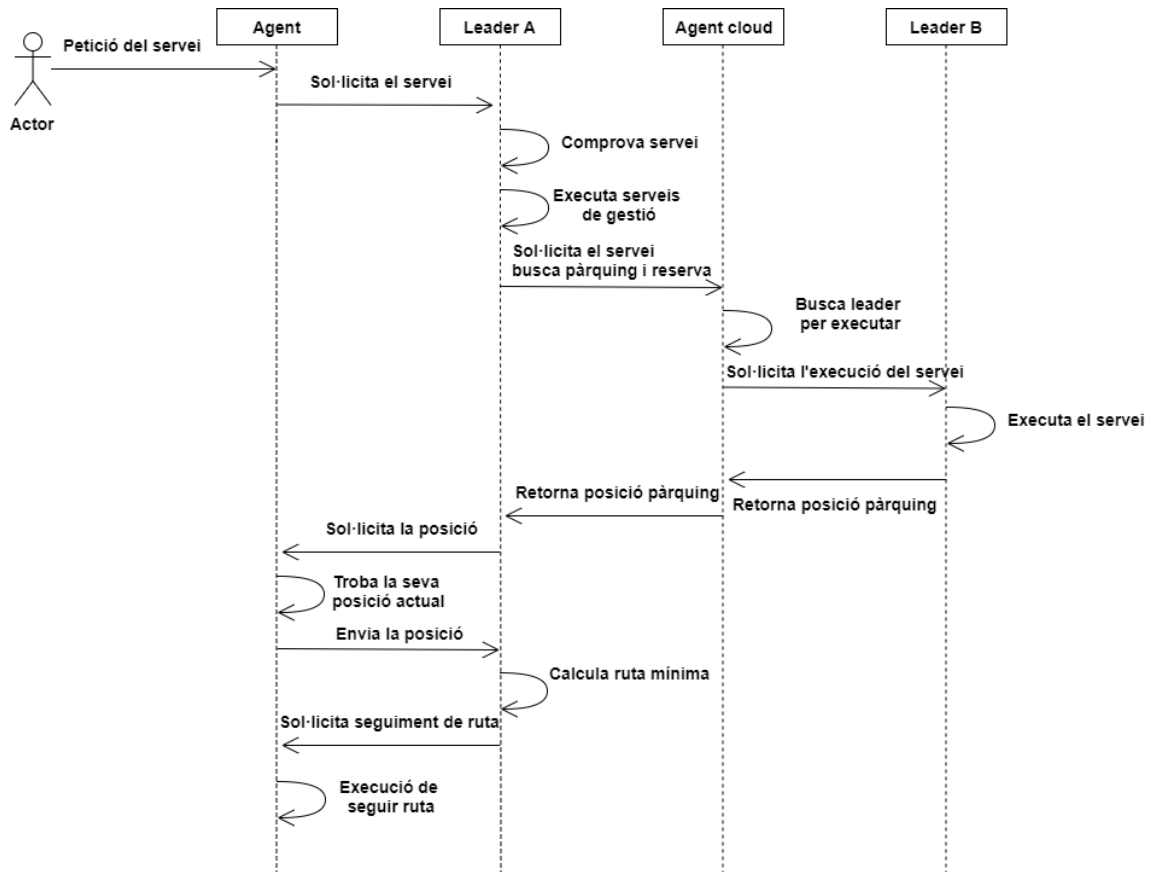 Agent
Leader A
Agent cloud
Leader B
Petició del servei
Actor
Sol·licita el servei
Comprova servei
Executa serveis
de gestió
Sol·licita el servei
busca pàrquing i reserva
Busca leader
per executar
Sol·licita l'execució del servei
Executa el servei
Retorna posició pàrquing
Retorna posició pàrquing
Sol·licita la posició
Troba la seva
posició actual
Envia la posició
Calcula ruta mínima
Sol·licita seguiment de ruta
Execució de
seguir ruta